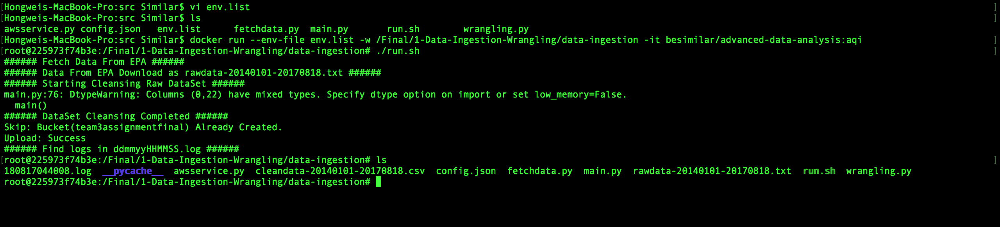 [Hongweis-MacBook-Pro:src Similar$ vi env.list ]
[Hongweis-MacBook-Pro:src Similar$ ls ]
awsservice.py config.json   env.list      fetchdata.py  main.py       run.sh        wrangling.py
[Hongweis-MacBook-Pro:src Similar$ docker run --env-file env.list -w /Final/1-Data-Ingestion-Wrangling/data-ingestion -it besimilar/advanced-data-analysis:aqi ]
[root@225973f74b3e:/Final/1-Data-Ingestion-Wrangling/data-ingestion# ./run.sh ]
###### Fetch Data From EPA ######
###### Data From EPA Download as rawdata-20140101-20170818.txt ######
###### Starting Cleansing Raw DataSet ######
main.py:76: DtypeWarning: Columns (0,22) have mixed types. Specify dtype option on import or set low_memory=False.
  main()
###### DataSet Cleansing Completed ######
Skip: Bucket(team3assignmentfinal) Already Created.
Upload: Success
###### Find logs in ddmmyyHHMMSS.log ######
[root@225973f74b3e:/Final/1-Data-Ingestion-Wrangling/data-ingestion# ls ]
180817044008.log  __pycache__  awsservice.py  cleandata-20140101-20170818.csv  config.json  fetchdata.py  main.py  rawdata-20140101-20170818.txt  run.sh  wrangling.py
root@225973f74b3e:/Final/1-Data-Ingestion-Wrangling/data-ingestion#